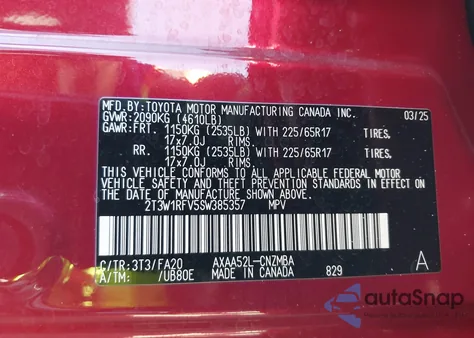 MFD.BY:TOYOTA MOTOR MANUFACTURING CANADA INC.
GVWR:2090KG (4610LB) 03/25
GAWR:FRT. 1150KG (2535LB) WITH 225/65R17 TIRES.
17x7.0J RIMS.
RR. 1150KG (2535LB) WITH 225/65R17 TIRES.
17x7.0J RIMS.
THIS VEHICLE CONFORMS TO ALL APPLICABLE FEDERAL MOTOR
VEHICLE SAFETY AND THEFT PREVENTION STANDARDS IN EFFECT
ON THE DATE OF MANUFACTURE SHOWN ABOVE.
2T3W1RFV5SW385357 MPV
C/TR:3T3/FA20 AXAA52L-CNZMBA A
A/TM: /UB80E MADE IN CANADA 829
autoSnap